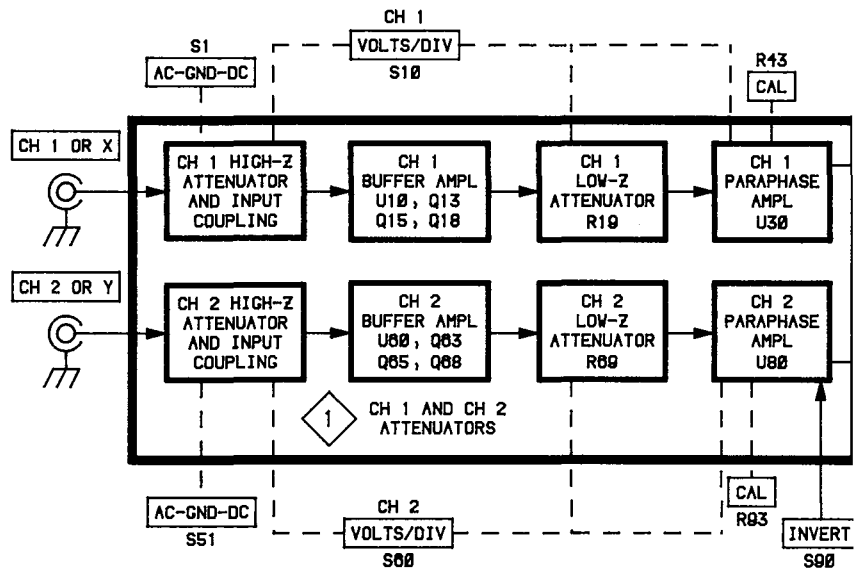 CH 1
VOLTS/DIV
S10
S1
AC-GND-DC
R43
CAL
CH 1 OR X
CH 1 HIGH-Z
ATTENUATOR
AND INPUT
COUPLING
CH 1
BUFFER AMPL
U10, Q13
Q15, Q18
CH 1
LOW-Z
ATTENUATOR
R19
CH 1
PARAPHASE
AMPL
U30
CH 2 OR Y
CH 2 HIGH-Z
ATTENUATOR
AND INPUT
COUPLING
CH 2
BUFFER AMPL
U60, Q63
Q65, Q68
CH 2
LOW-Z
ATTENUATOR
R69
CH 2
PARAPHASE
AMPL
U80
1
CH 1 AND CH 2
ATTENUATORS
AC-GND-DC
S51
CH 2
VOLTS/DIV
S60
CAL
R93
INVERT
S90